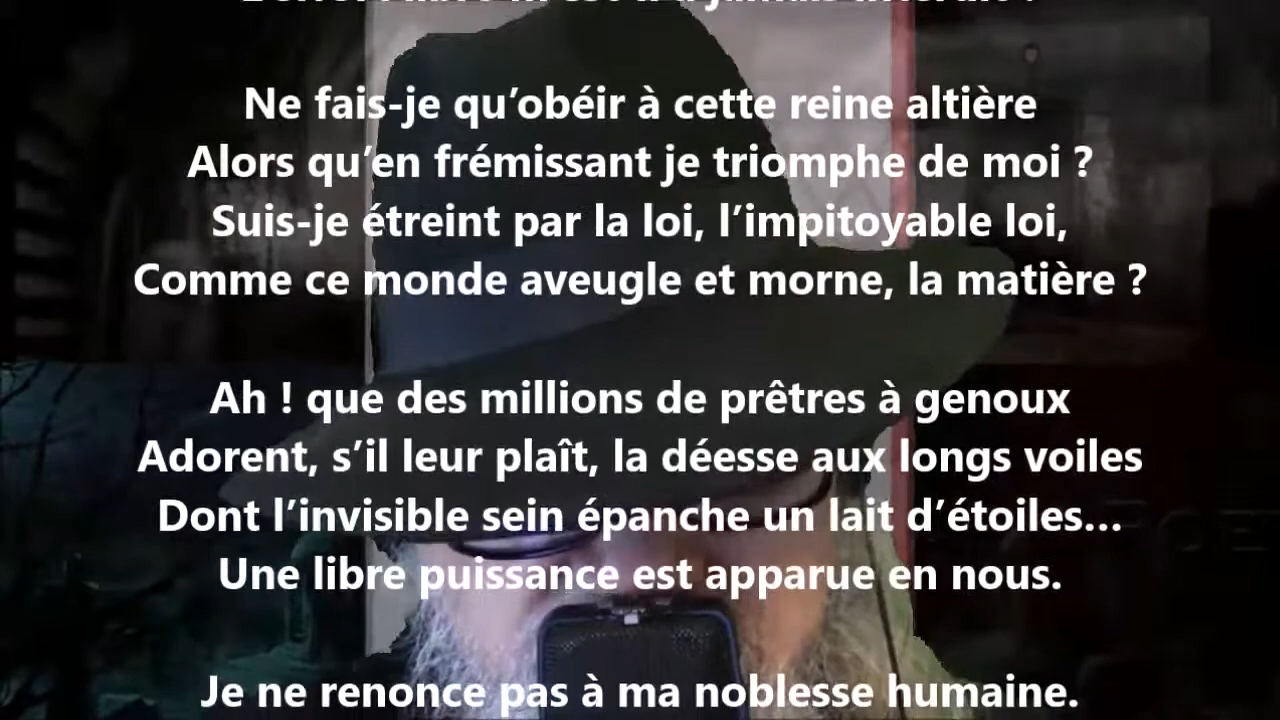 Ne fais-je qu’obéir à cette reine altière
Alors qu’en frémissant je triomphe de moi ?
Suis-je étreint par la loi, l’impitoyable loi,
Comme ce monde aveugle et morne, la matière ?
Ah ! que des millions de prêtres à genoux
Adorent, s’il leur plaît, la déesse aux longs voiles
Dont l’invisible sein épanche un lait d’étoiles…
Une libre puissance est apparue en nous.
Je ne renonce pas à ma noblesse humaine.